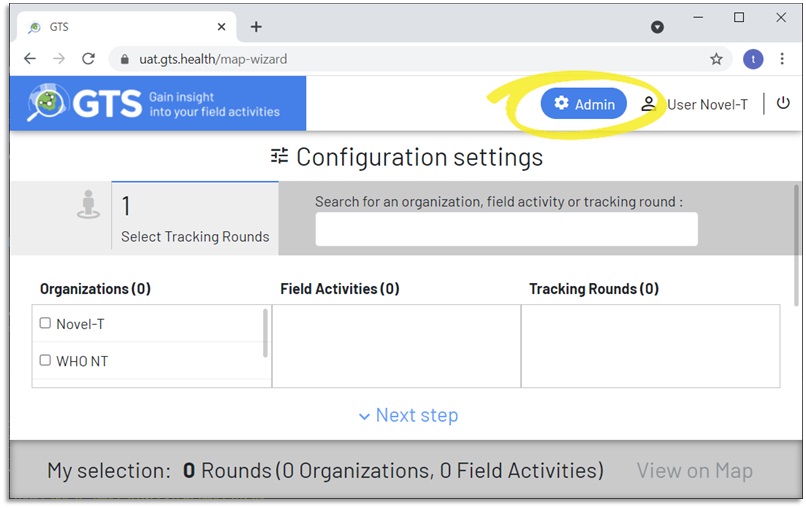 GTS
uat.gts.health/map-wizard
t
GTS
Gain insight
into your field activities
Admin
User Novel-T
Configuration settings
1
Select Tracking Rounds
Search for an organization, field activity or tracking round :
Organizations (0)
Field Activities (0)
Tracking Rounds (0)
Novel-T
WHO NT
Next step
My selection: 0 Rounds (0 Organizations, 0 Field Activities)
View on Map